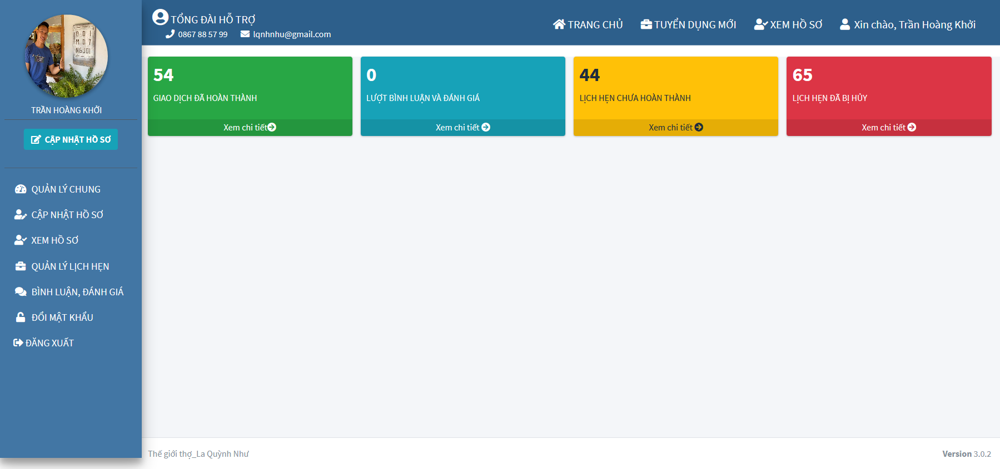 ĐỢI
MỘT
NGƯỜI
TRẦN HOÀNG KHỞI
CẬP NHẬT HỒ SƠ
QUẢN LÝ CHUNG
CẬP NHẬT HỒ SƠ
XEM HỒ SƠ
QUẢN LÝ LỊCH HẸN
BÌNH LUẬN, ĐÁNH GIÁ
ĐỔI MẬT KHẨU
ĐĂNG XUẤT
TỔNG ĐÀI HỖ TRỢ
0867 88 57 99 lqnhnhu@gmail.com
TRANG CHỦ TUYỂN DỤNG MỚI XEM HỒ SƠ Xin chào, Trần Hoàng Khởi
54
GIAO DỊCH ĐÃ HOÀN THÀNH
Xem chi tiết
0
LƯỢT BÌNH LUẬN VÀ ĐÁNH GIÁ
Xem chi tiết
44
LỊCH HẸN CHƯA HOÀN THÀNH
Xem chi tiết
65
LỊCH HẸN ĐÃ BỊ HỦY
Xem chi tiết
Thế giới thợ_La Quỳnh Như
Version 3.0.2